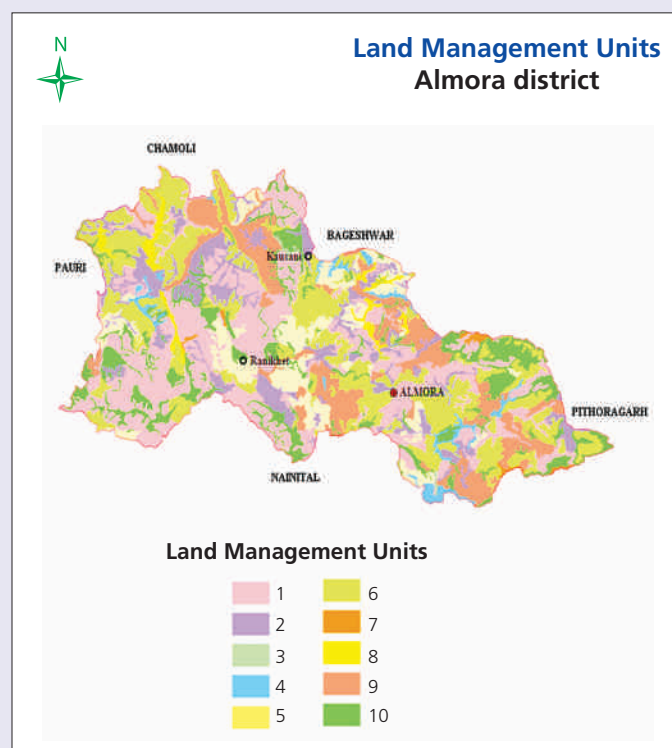 N
Land Management Units
Almora district
CHAMOLI
BAGESHWAR
Kausani
PAURI
Ranikhet
ALMORA
PITHORAGARH
NAINITAL
Land Management Units
1 6
2 7
3 8
4 9
5 10